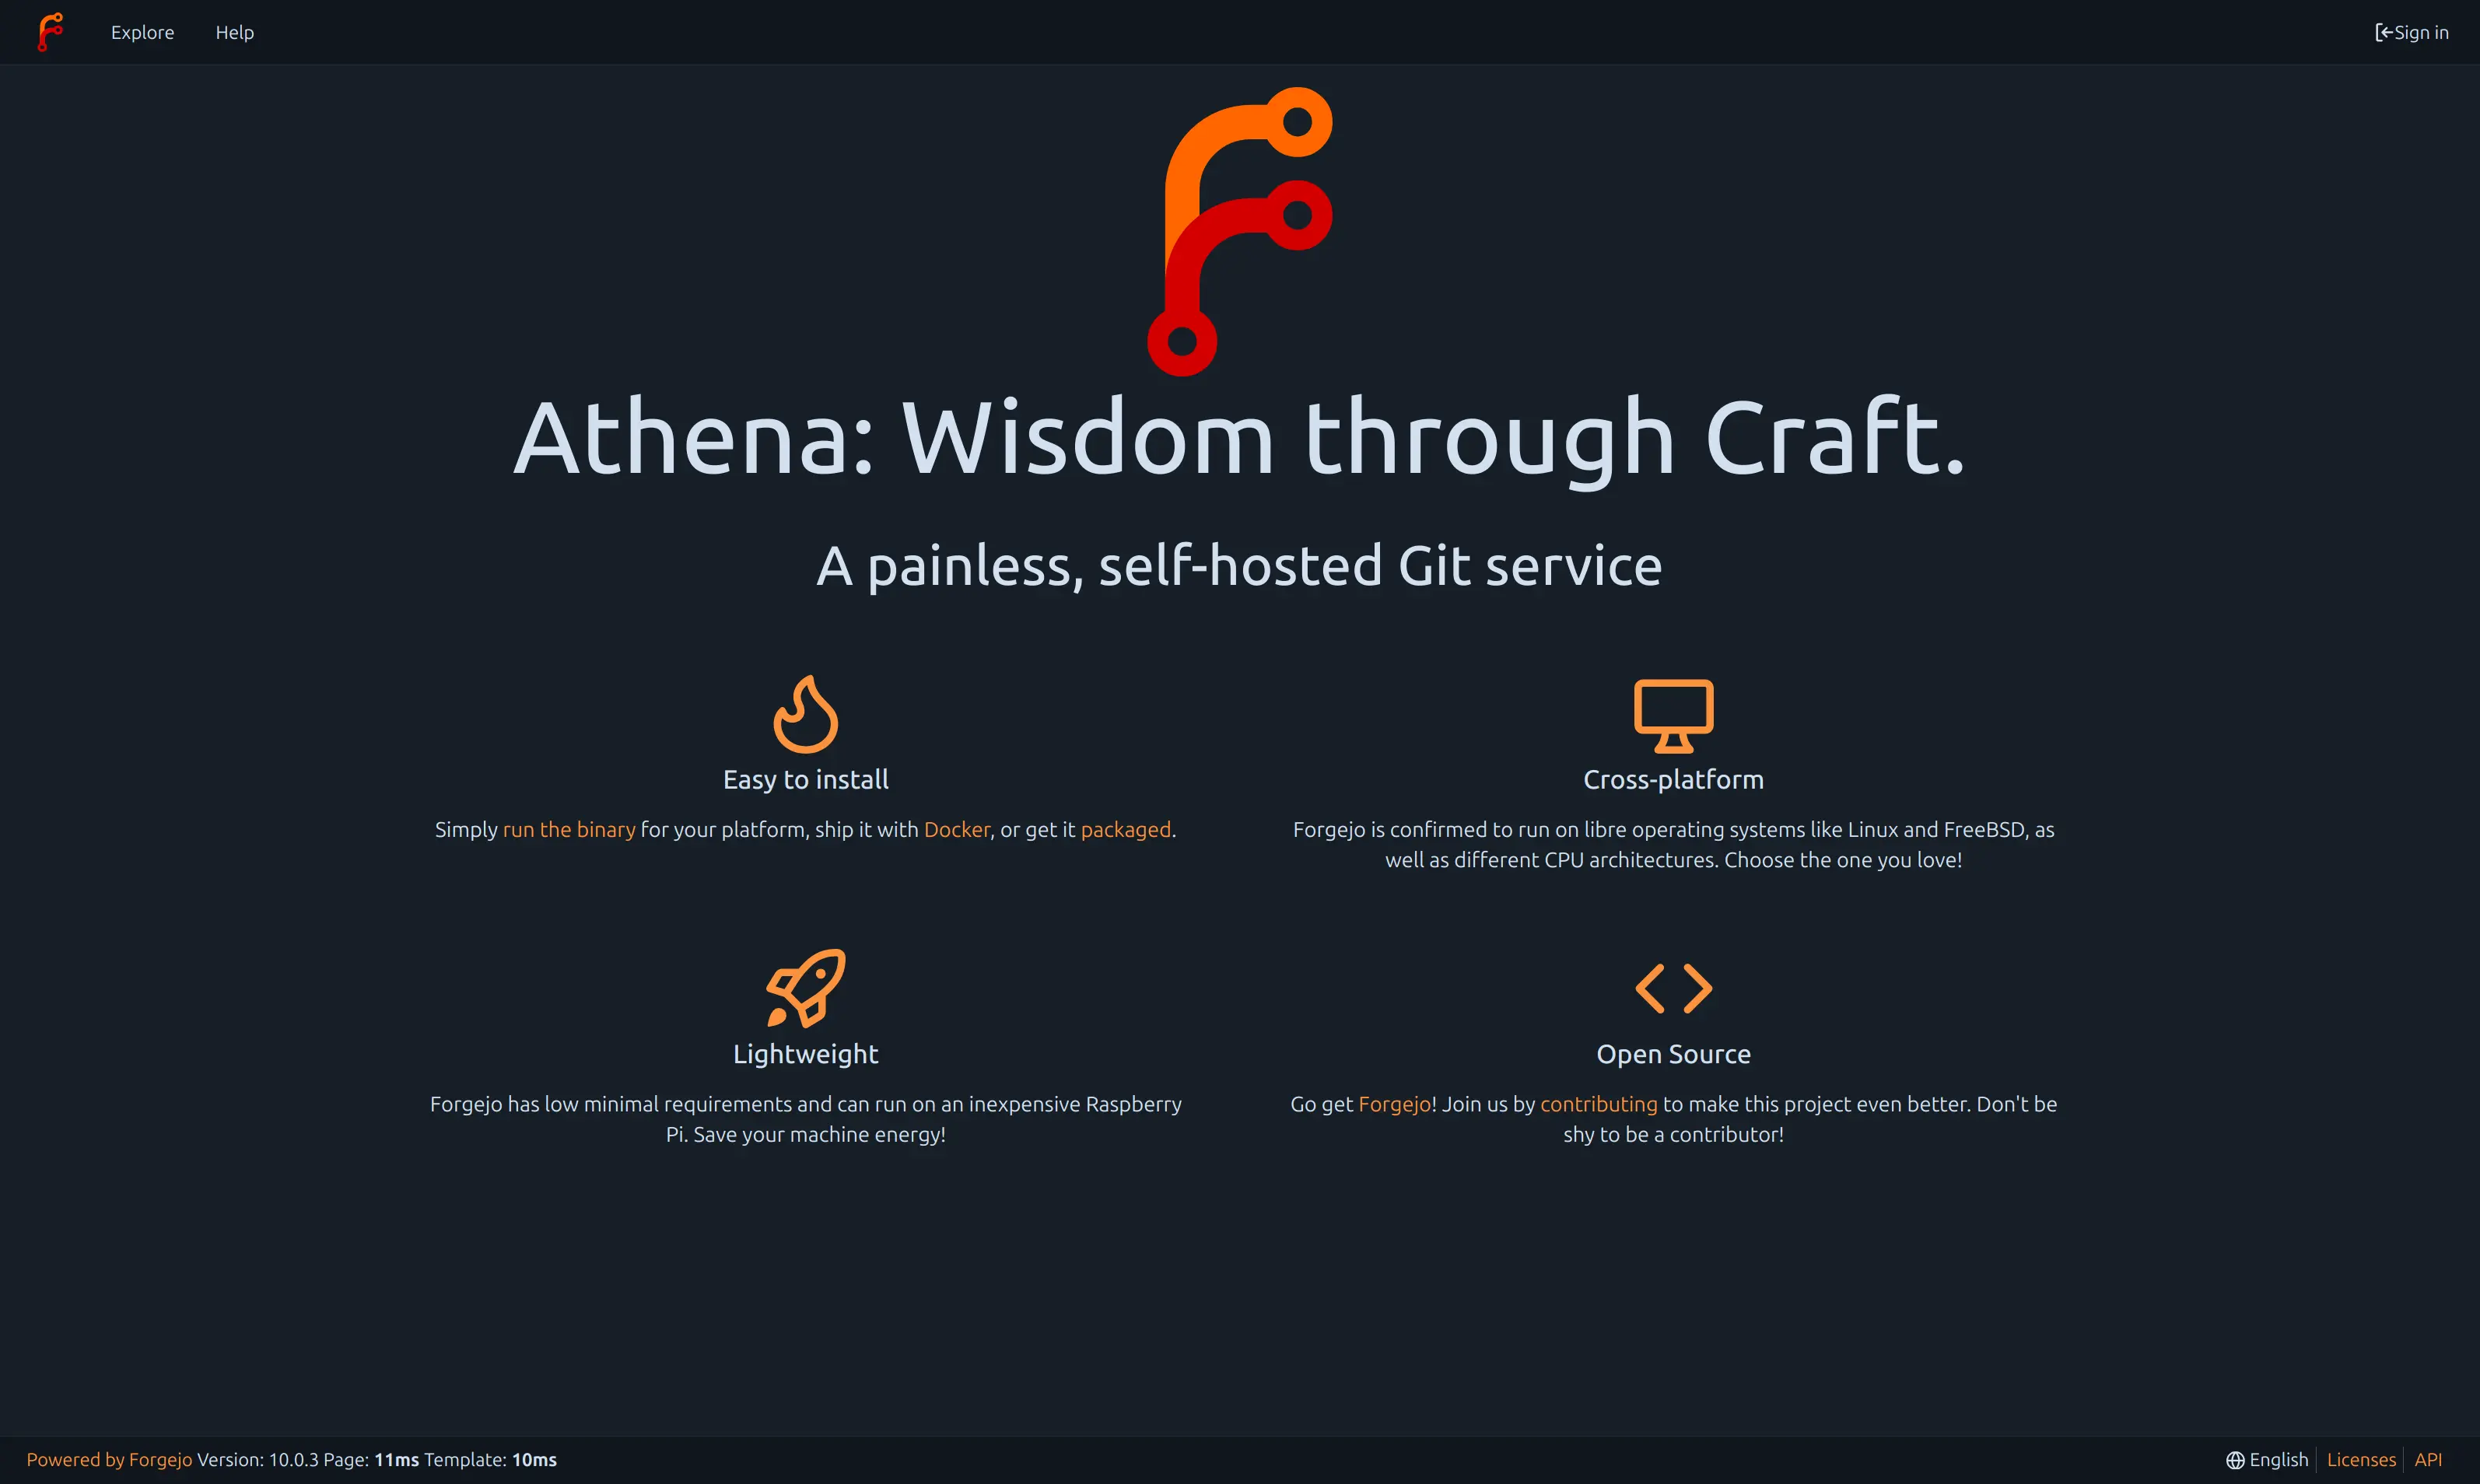 Explore Help Sign in
Athena: Wisdom through Craft.
A painless, self-hosted Git service
Easy to install
Simply run the binary for your platform, ship it with Docker, or get it packaged.
Cross-platform
Forgejo is confirmed to run on libre operating systems like Linux and FreeBSD, as
well as different CPU architectures. Choose the one you love!
Lightweight
Forgejo has low minimal requirements and can run on an inexpensive Raspberry
Pi. Save your machine energy!
Open Source
Go get Forgejo! Join us by contributing to make this project even better. Don't be
shy to be a contributor!
Powered by Forgejo Version: 10.0.3 Page: 11ms Template: 10ms English Licenses API